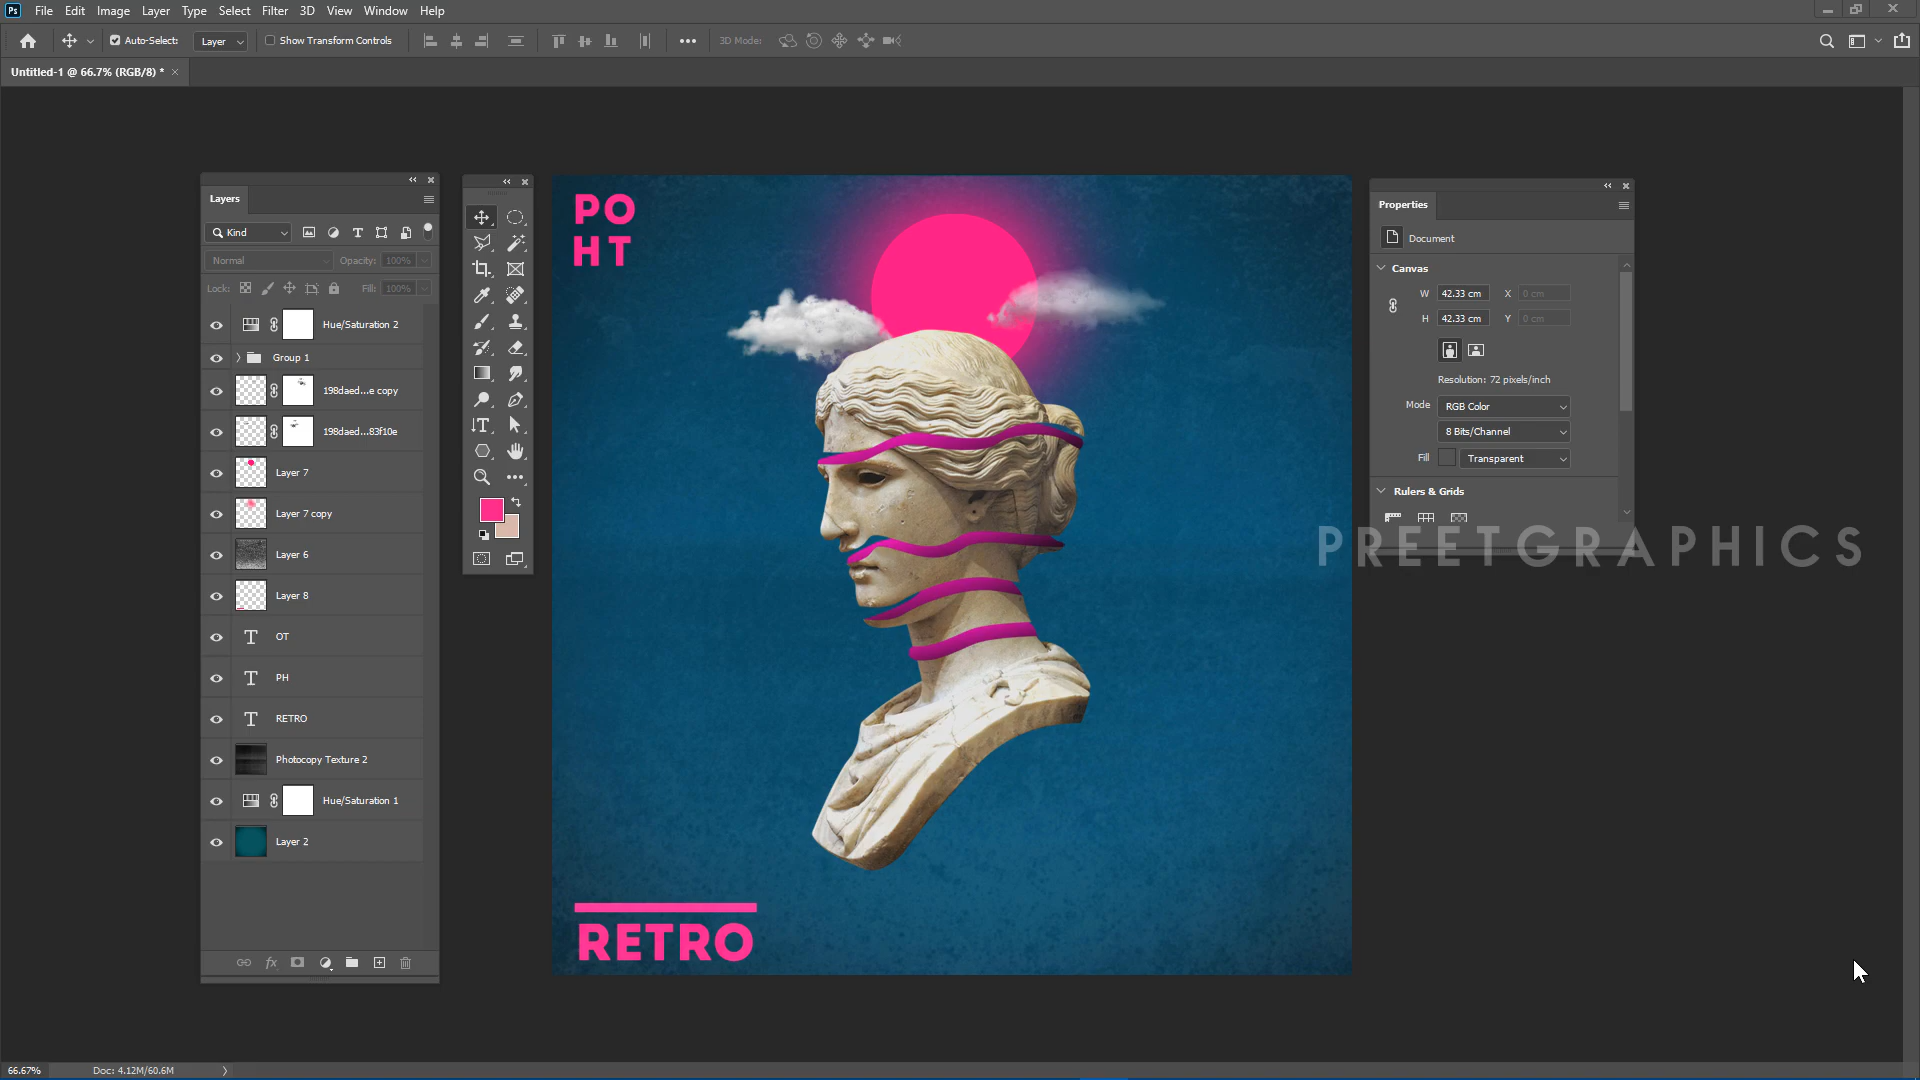 Ps File Edit Image Layer Type Select Filter 3D View Window Help
Auto-Select: Layer Show Transform Controls 3D Mode:
Untitled-1 @ 66.7% (RGB/8) *
Layers
Kind
Normal Opacity: 100%
Lock: Fill: 100%
Hue/Saturation 2
Group 1
198daed...e copy
198daed...83f10e
Layer 7
Layer 7 copy
Layer 6
Layer 8
OT
PH
RETRO
Photocopy Texture 2
Hue/Saturation 1
Layer 2
PO
HT
RETRO
Properties
Document
Canvas
W 42.33 cm X 0 cm
H 42.33 cm Y 0 cm
Resolution: 72 pixels/inch
Mode RGB Color
8 Bits/Channel
Fill Transparent
Rulers & Grids
PREETGRAPHICS
66.67% Doc: 4.12M/60.6M